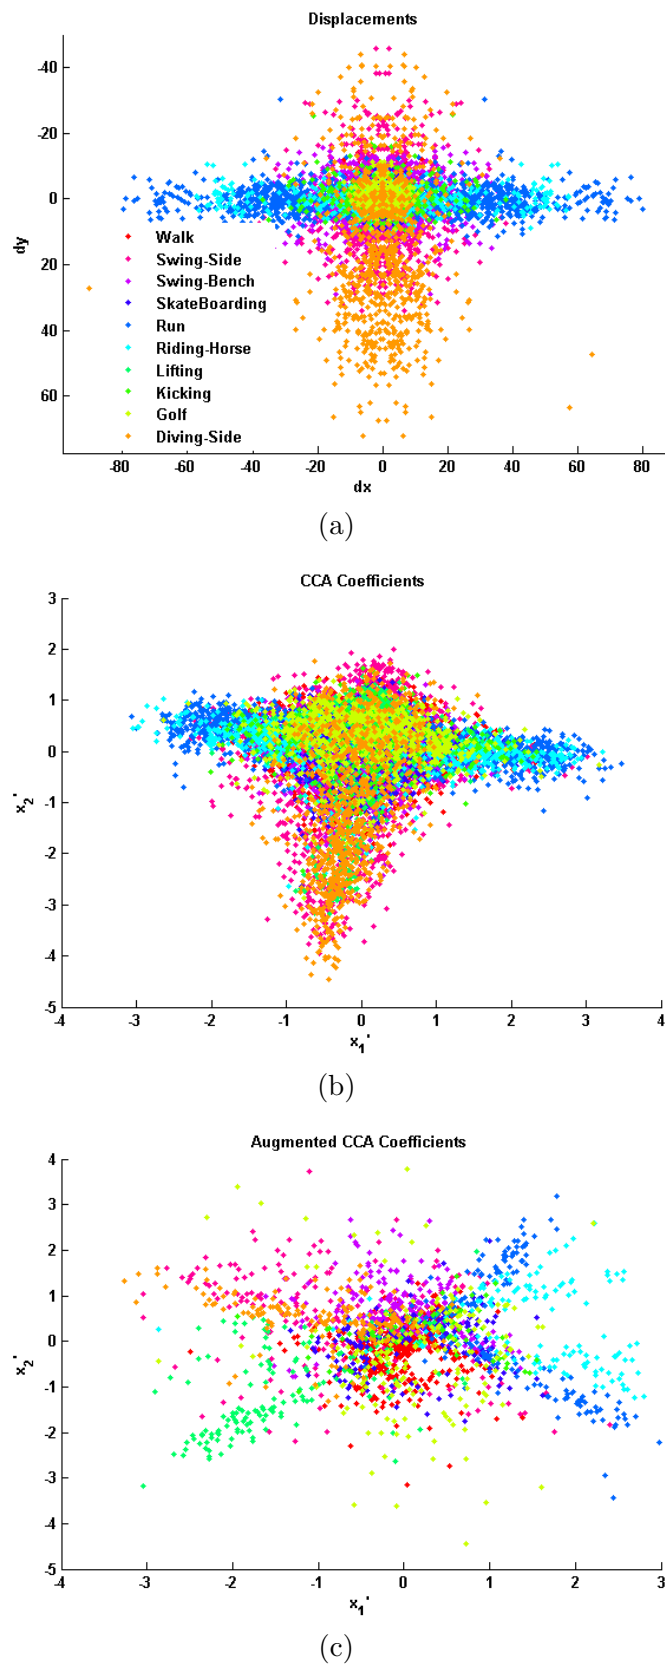 Displacements
-40
-20
0
20
40
60
dy
Walk
Swing-Side
Swing-Bench
SkateBoarding
Run
Riding-Horse
Lifting
Kicking
Golf
Diving-Side
-80 -60 -40 -20 0 20 40 60 80
dx
(a)
CCA Coefficients
3
2
1
0
-1
-2
-3
-4
-5
x2'
-4 -3 -2 -1 0 1 2 3 4
x1'
(b)
Augmented CCA Coefficients
4
3
2
1
0
-1
-2
-3
-4
-5
x2'
-4 -3 -2 -1 0 1 2 3
x1'
(c)